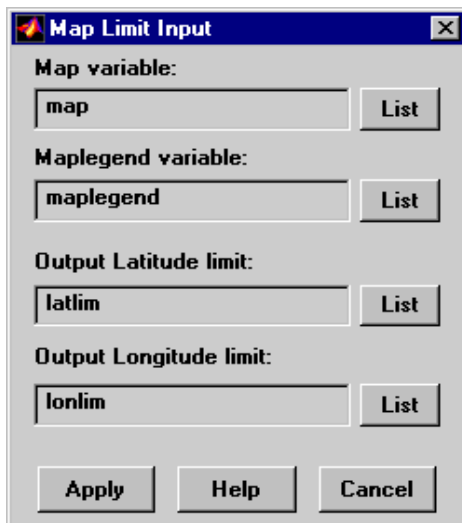 Map Limit Input
Map variable:
map List
Maplegend variable:
maplegend List
Output Latitude limit:
latlim List
Output Longitude limit:
lonlim List
Apply Help Cancel